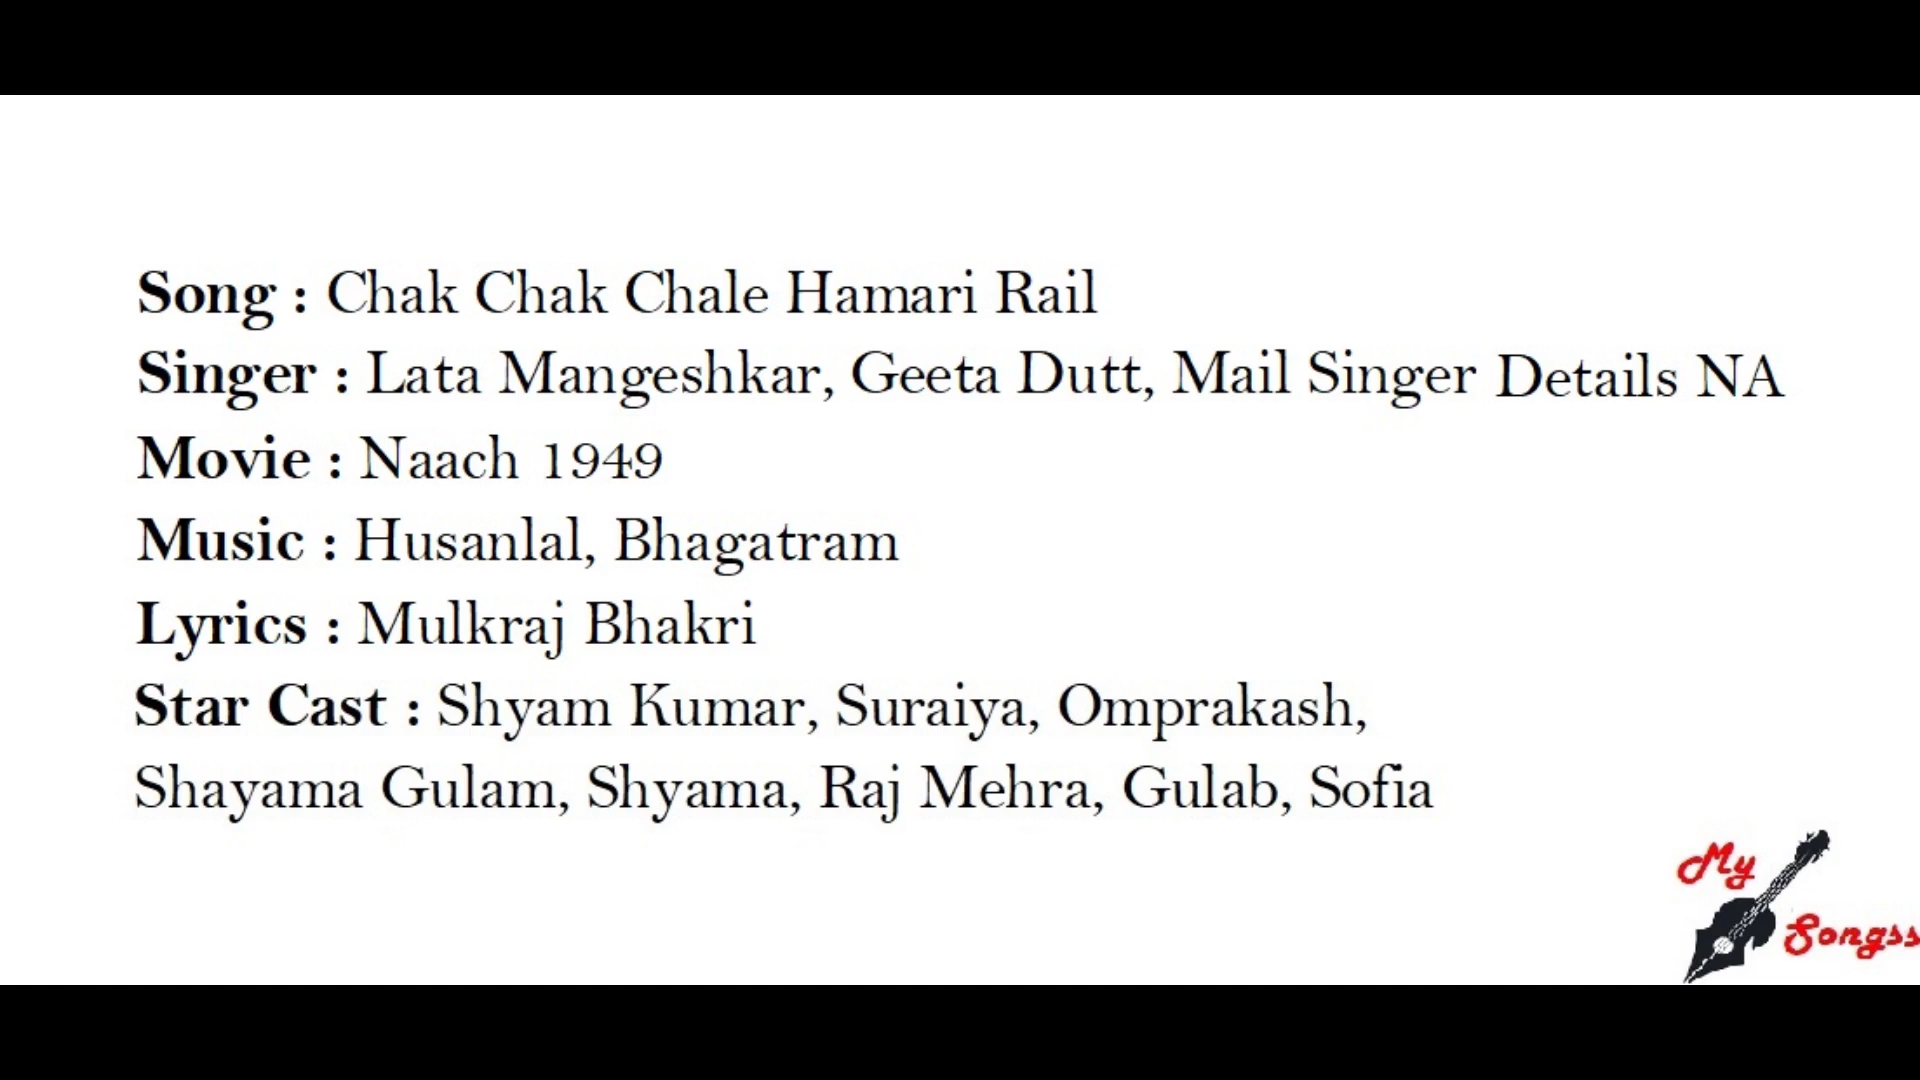 Song : Chak Chak Chale Hamari Rail
Singer : Lata Mangeshkar, Geeta Dutt, Mail Singer Details NA
Movie : Naach 1949
Music : Husanlal, Bhagatram
Lyrics : Mulkraj Bhakri
Star Cast : Shyam Kumar, Suraiya, Omprakash,
Shayama Gulam, Shyama, Raj Mehra, Gulab, Sofia
My
Songss